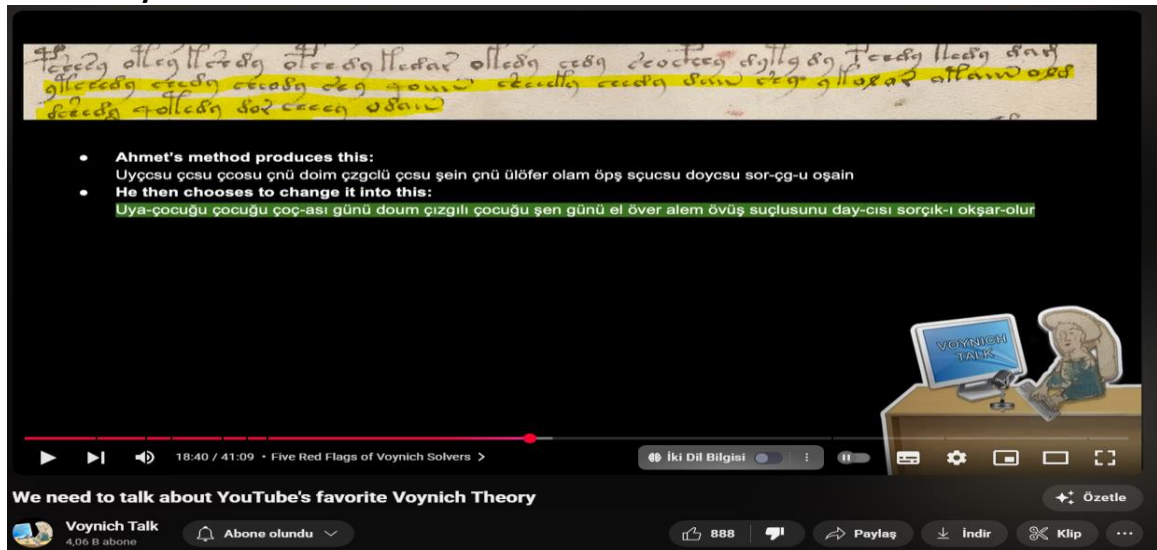 Ahmet's method produces this:
Uyçcsu çcsu çcosu çnü doim çzgclü çcsu şein çnü ülöfer olam öpş sçucsu doycsu sor-çg-u oşain
He then chooses to change it into this:
Uya-çocuğu çocuğu çoç-ası günü doum çızgılı çocuğu şen günü el över alem övüş suçlusunu day-cısı sorçık-ı okşar-olur
VOYNICH
TALK
18:40 / 41:09 • Five Red Flags of Voynich Solvers >
İki Dil Bilgisi
We need to talk about YouTube's favorite Voynich Theory
Özetle
Voynich Talk
4,06 B abone
Abone olundu
888
Paylaş
İndir
Klip